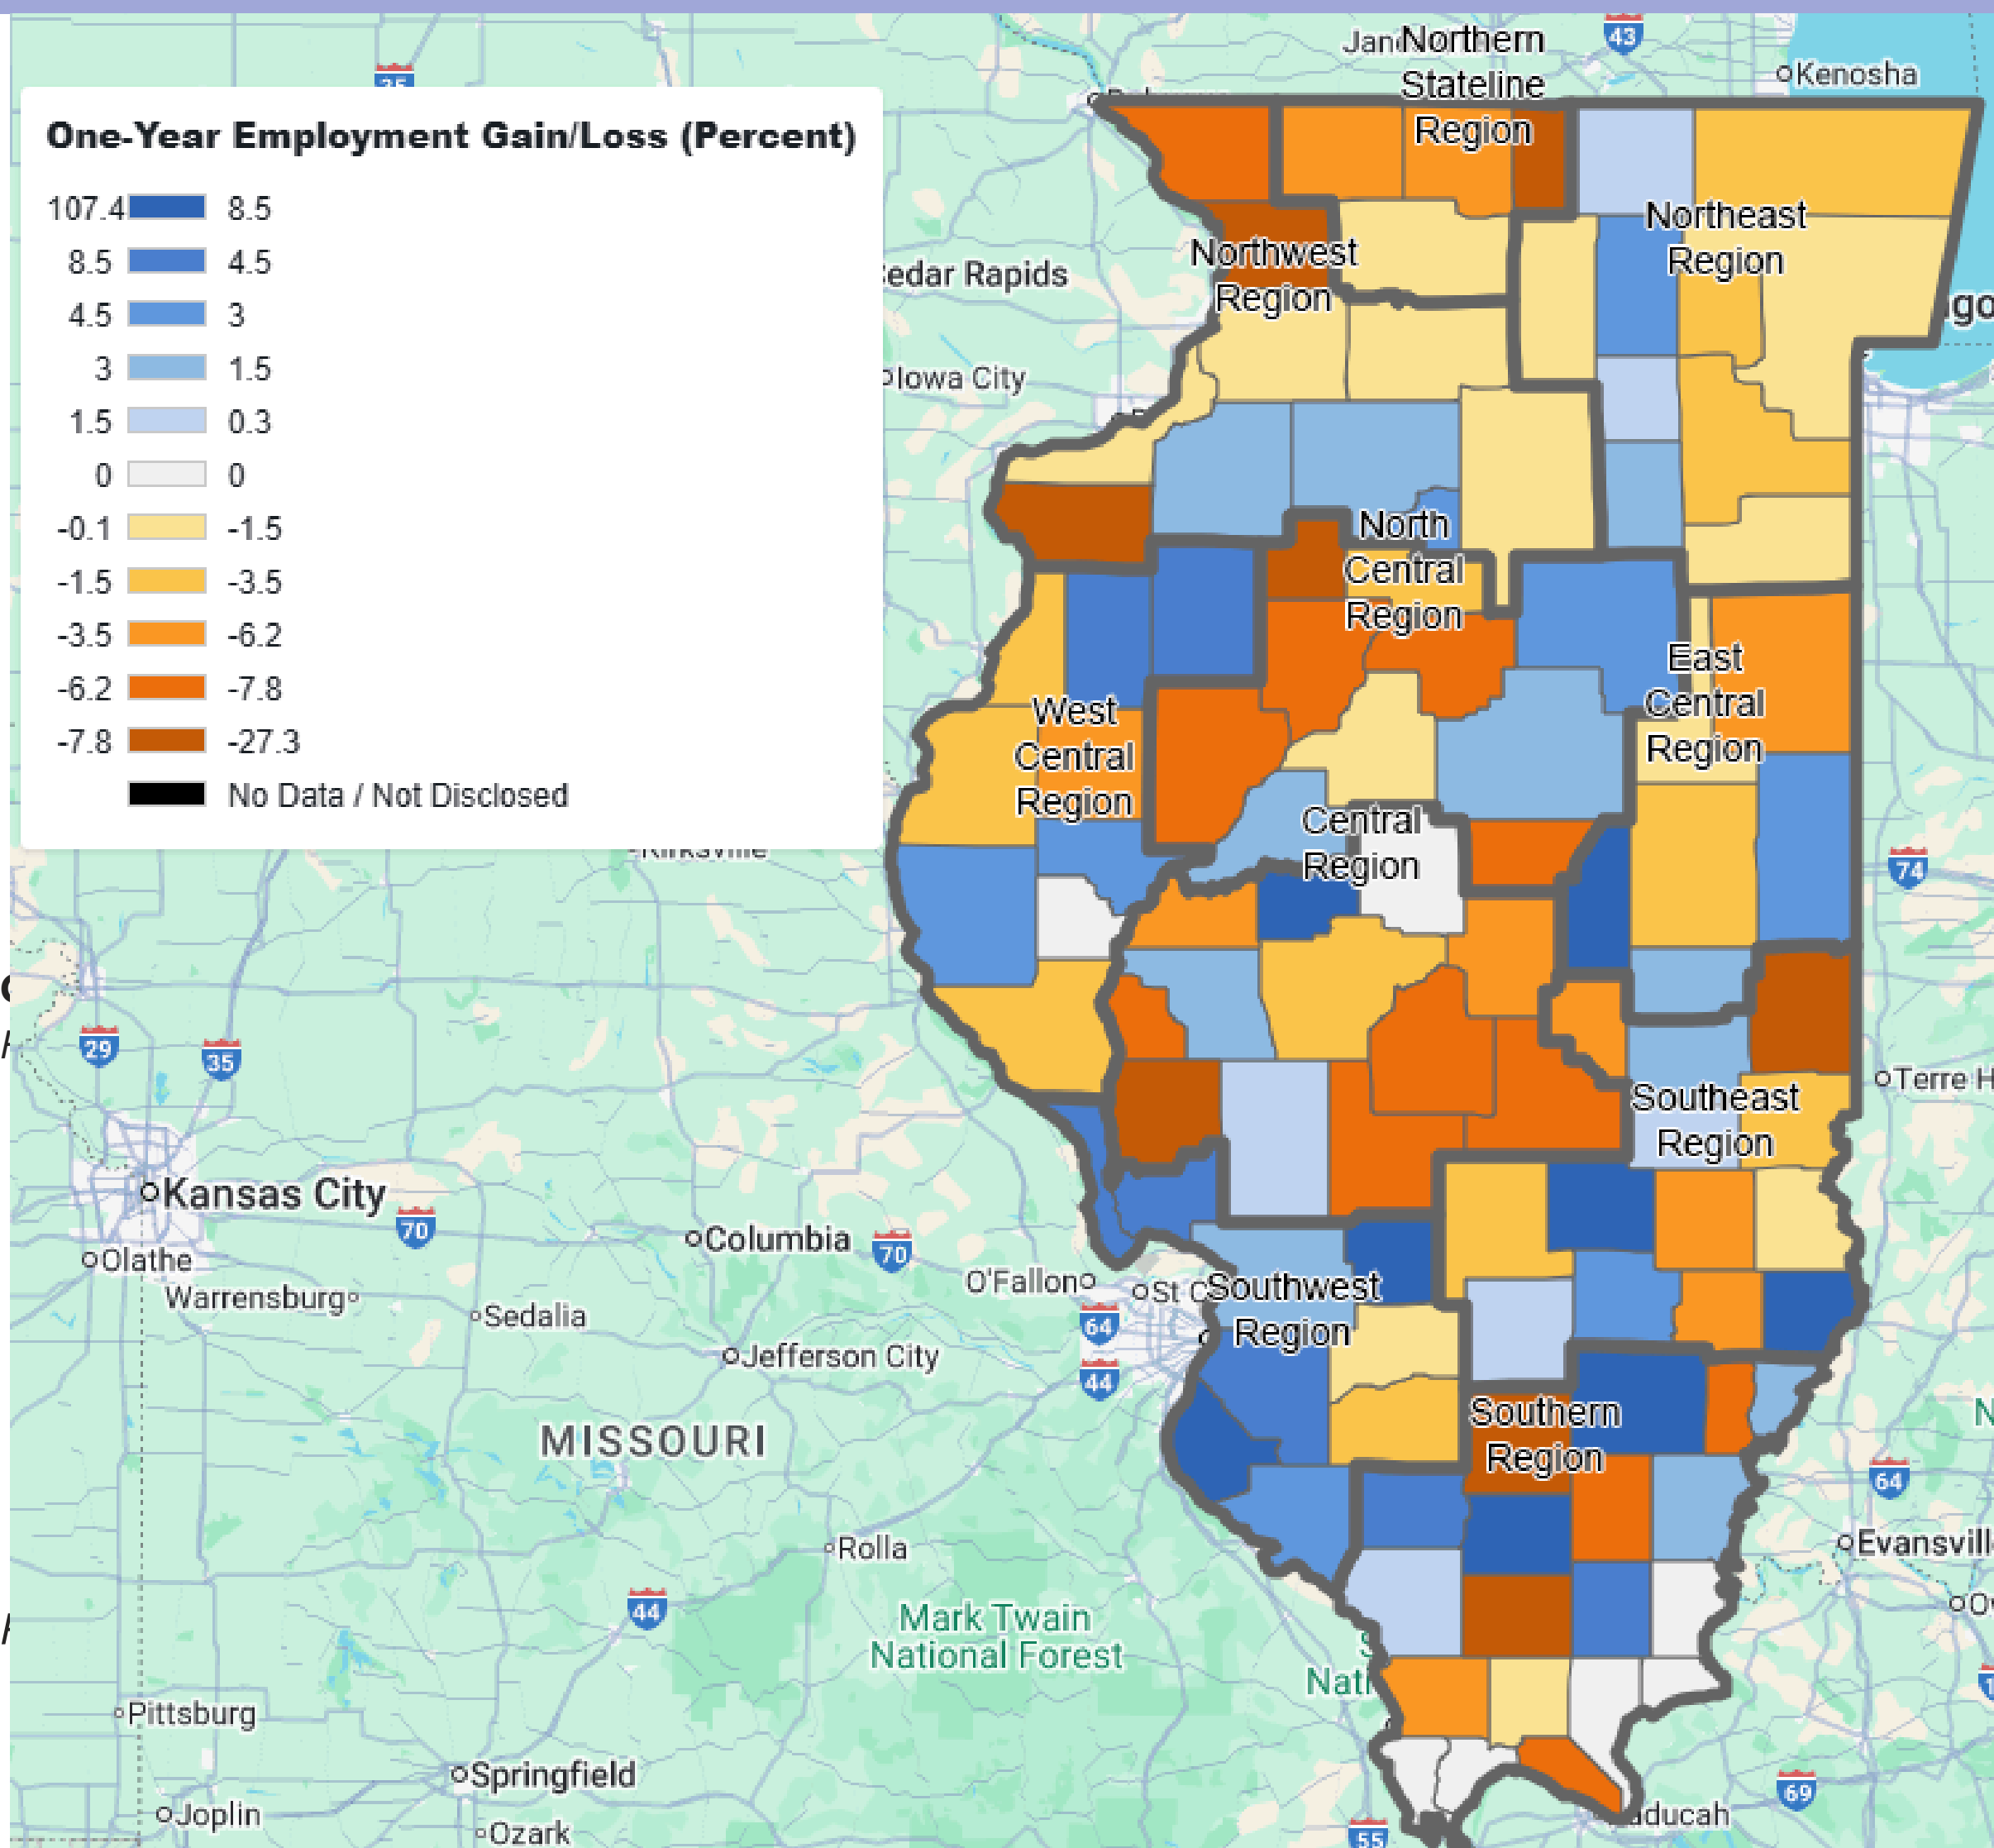 One-Year Employment Gain/Loss (Percent)
107.4 8.5
8.5 4.5
4.5 3
3 1.5
1.5 0.3
0 0
-0.1 -1.5
-1.5 -3.5
-3.5 -6.2
-6.2 -7.8
-7.8 -27.3
No Data / Not Disclosed
Northern
Stateline
Region
43
Kenosha
Northwest
Region
Northeast
Region
Iowa City
Rapids
North
Central
Region
East
Central
Region
West
Central
Region
Central
Region
74
29
35
Kansas City
70
Columbia
70
Olathe
Warrensburg
Sedalia
O'Fallon
St
64
Jefferson City
44
Southwest
Region
Southeast
Region
Terre
MISSOURI
Southern
Region
64
Rolla
44
Mark Twain
National Forest
Pittsburg
Springfield
Joplin
Ozark
69
55